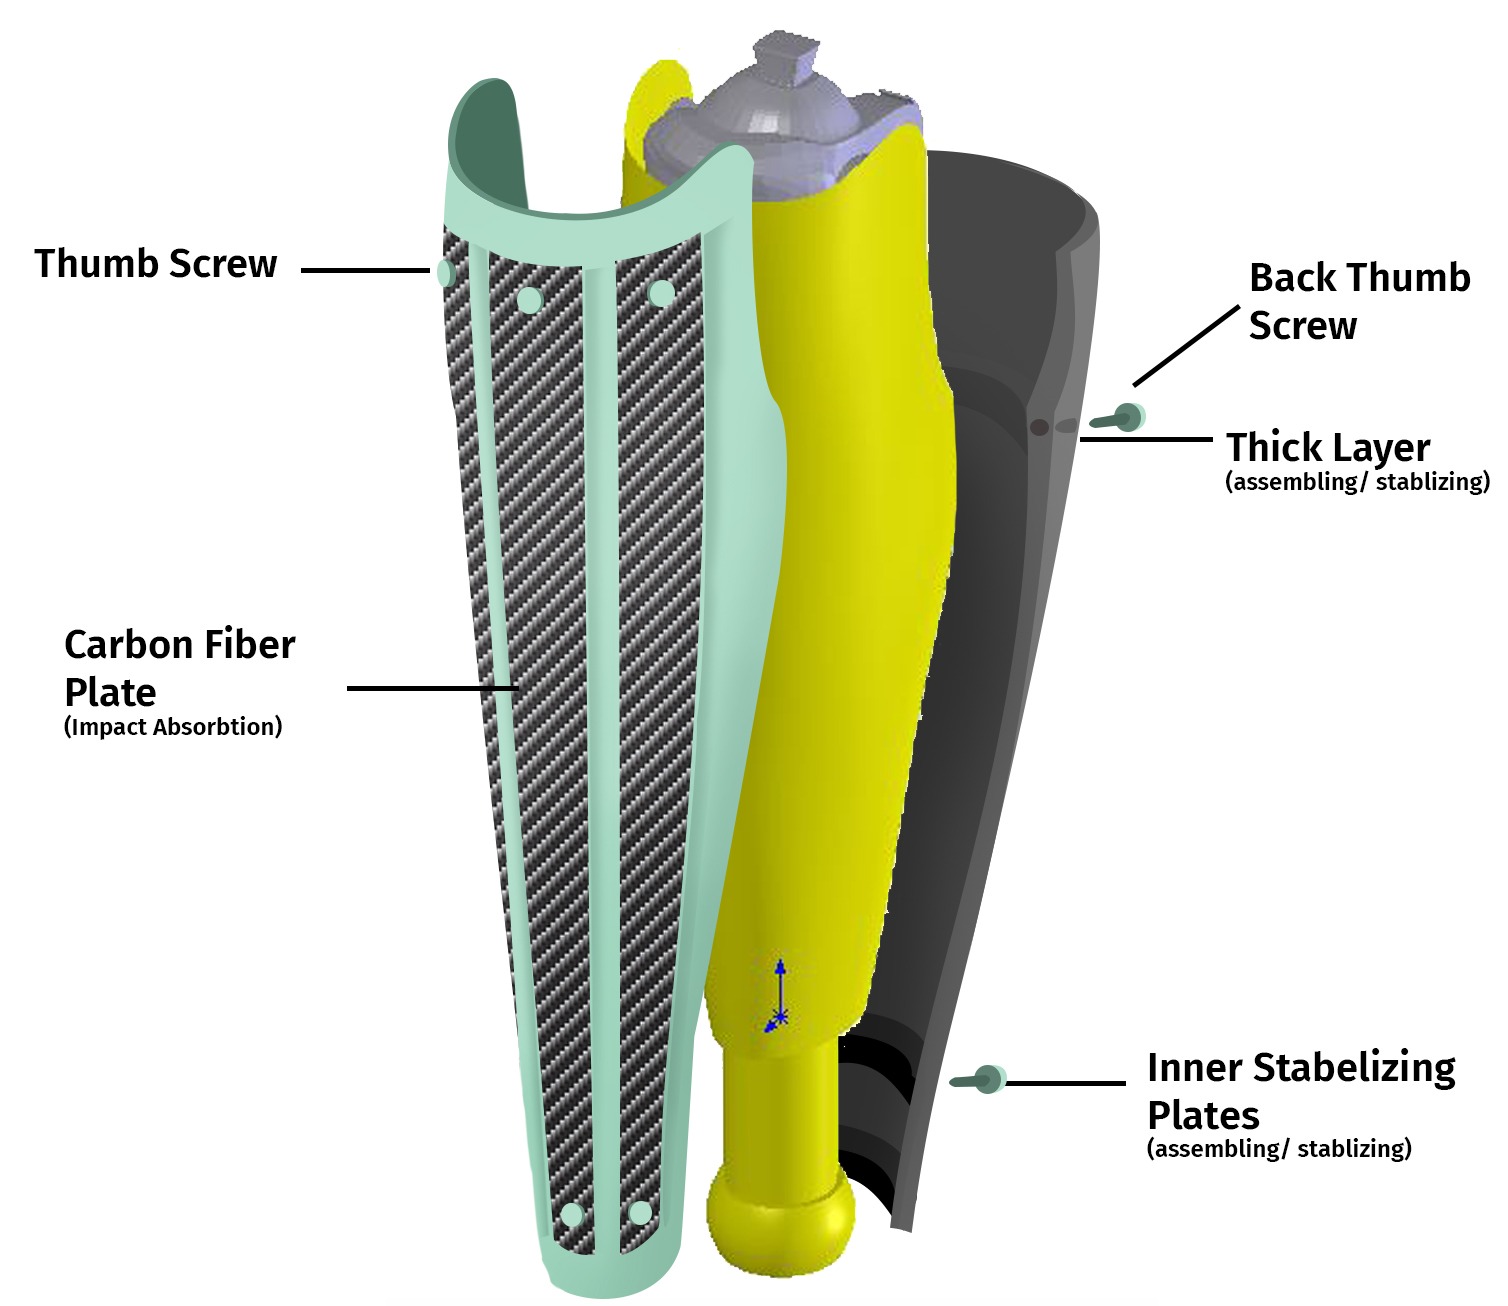 Thumb Screw
Back Thumb
Screw
Thick Layer
(assembling/ stablizing)
Carbon Fiber
Plate
(Impact Absorbtion)
Inner Stabelizing
Plates
(assembling/ stablizing)